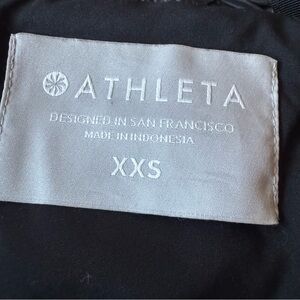 ATHLETA
DESIGNED IN SAN FRANCISCO
MADE IN INDONESIA
XXS